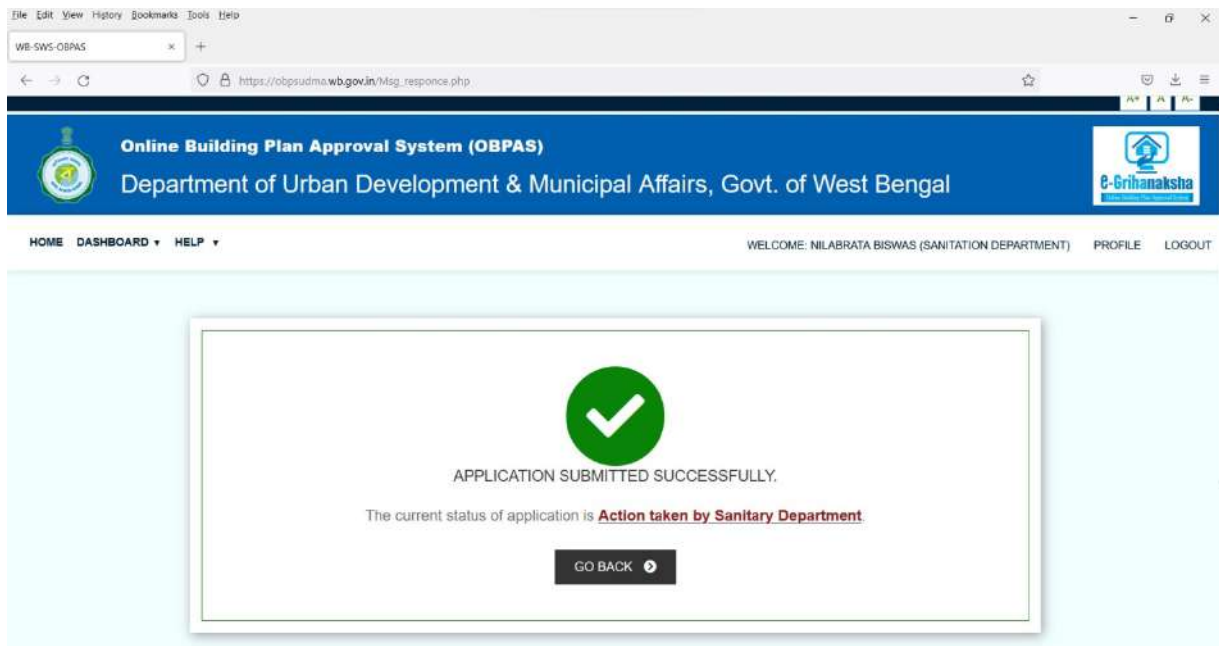 File Edit View History Bookmarks Tools Help
WB-SWS-OBPAS
https://obpsudma.wb.gov.in/Msg_responce.php
A+ A A-
Online Building Plan Approval System (OBPAS)
Department of Urban Development & Municipal Affairs, Govt. of West Bengal
e-Grihanaksha
HOME DASHBOARD HELP WELCOME: NILABRATA BISWAS (SANITATION DEPARTMENT) PROFILE LOGOUT
APPLICATION SUBMITTED SUCCESSFULLY.
The current status of application is Action taken by Sanitary Department.
GO BACK